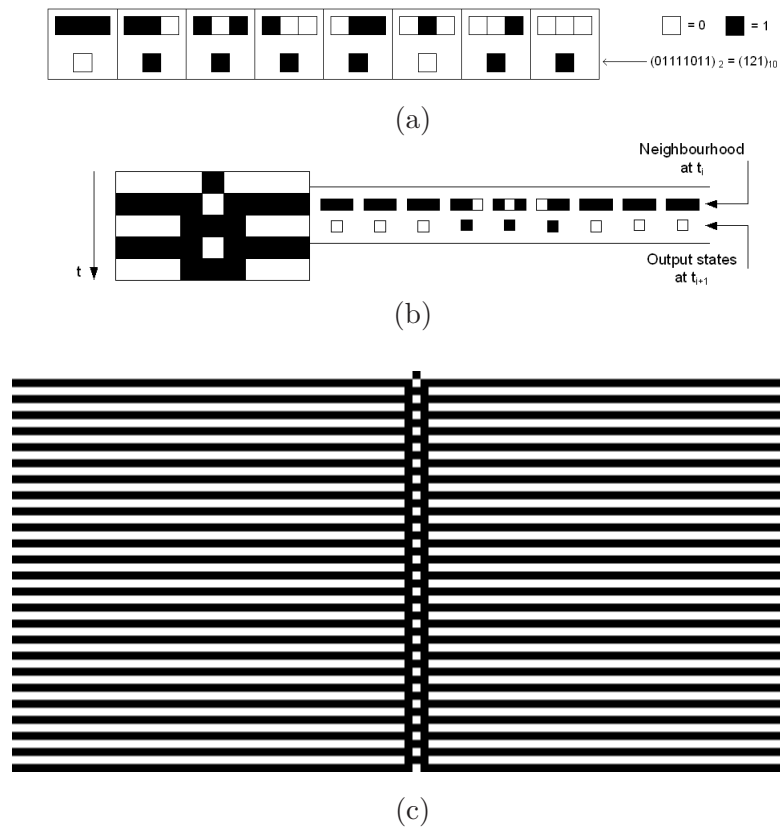 = 0 = 1
(01111011) 2 = (121)10
(a)
Neighbourhood
at ti
t
Output states
at ti+1
(b)
(c)